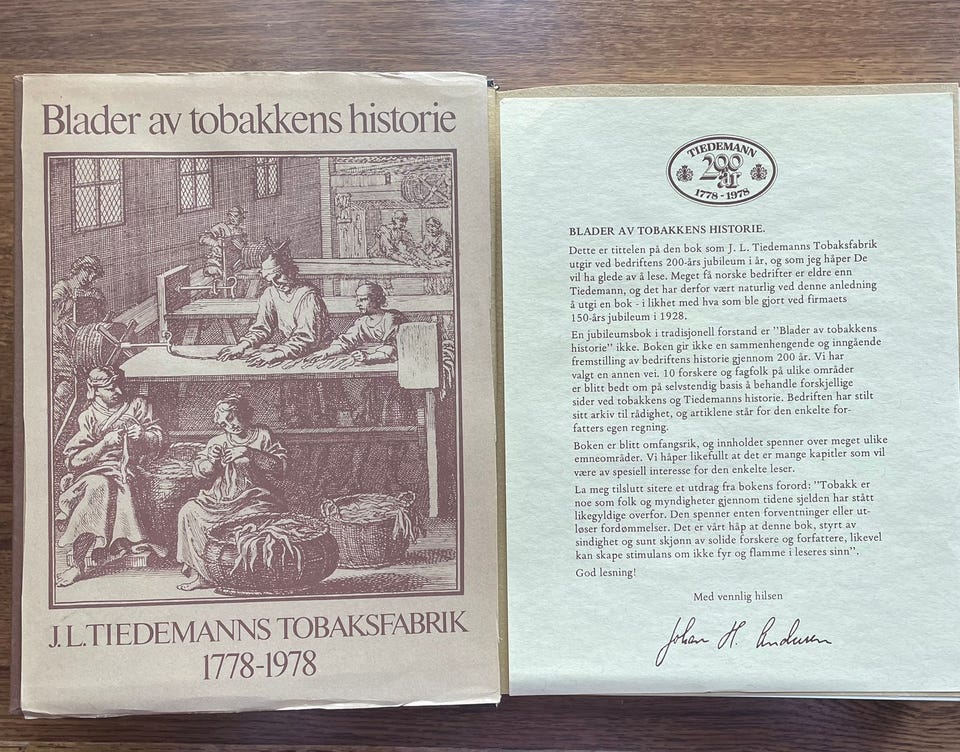 Blader av tobakkens historie
J.L.TIEDEMANNS TOBAKSFABRIK
1778-1978
TIEDEMANN
200
år
1778-1978
BLADER AV TOBAKKENS HISTORIE.
Dette er tittelen på den bok som J. L. Tiedemanns Tobaksfabrik
utgir ved bedriftens 200-års jubileum i år, og som jeg håper De
vil ha glede av å lese. Meget få norske bedrifter er eldre enn
Tiedemann, og det har derfor vært naturlig ved denne anledning
å utgi en bok - i likhet med hva som ble gjort ved firmaets
150-års jubileum i 1928.
En jubileumsbok i tradisjonell forstand er "Blader av tobakkens
historie" ikke. Boken gir ikke en sammenhengende og inngående
fremstilling av bedriftens historie gjennom 200 år. Vi har
valgt en annen vei. 10 forskere og fagfolk på ulike områder
er blitt bedt om på selvstendig basis å behandle forskjellige
sider ved tobakkens og Tiedemanns historie. Bedriften har stilt
sitt arkiv til rådighet, og artiklene står for den enkelte for-
fatters egen regning.
Boken er blitt omfangsrik, og innholdet spenner over meget ulike
emneområder. Vi håper likefullt at det er mange kapitler som vil
være av spesiell interesse for den enkelte leser.
La meg tilslutt sitere et utdrag fra bokens forord: "Tobakk er
noe som folk og myndigheter gjennom tidene sjelden har stått
likegyldige overfor. Den spenner enten forventninger eller ut-
løser fordømmelser. Det er vårt håp at denne bok, styrt av
sindighet og sunt skjønn av solide forskere og forfattere, likevel
kan skape stimulans om ikke fyr og flamme i leseres sinn".
God lesning!
Med vennlig hilsen
Johan H. Andresen